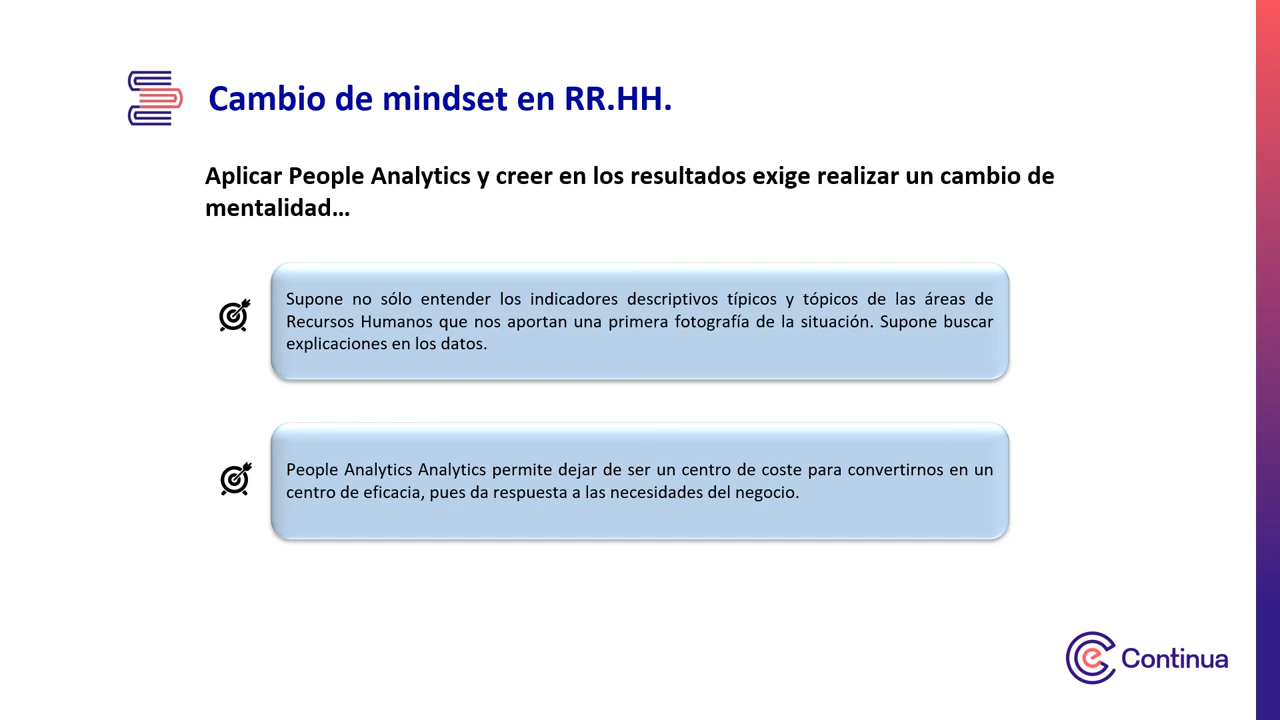 Cambio de mindset en RR.HH.
Aplicar People Analytics y creer en los resultados exige realizar un cambio de
mentalidad…
Supone no sólo entender los indicadores descriptivos típicos y tópicos de las áreas de
Recursos Humanos que nos aportan una primera fotografía de la situación. Supone buscar
explicaciones en los datos.
People Analytics Analytics permite dejar de ser un centro de coste para convertirnos en un
centro de eficacia, pues da respuesta a las necesidades del negocio.
Continua